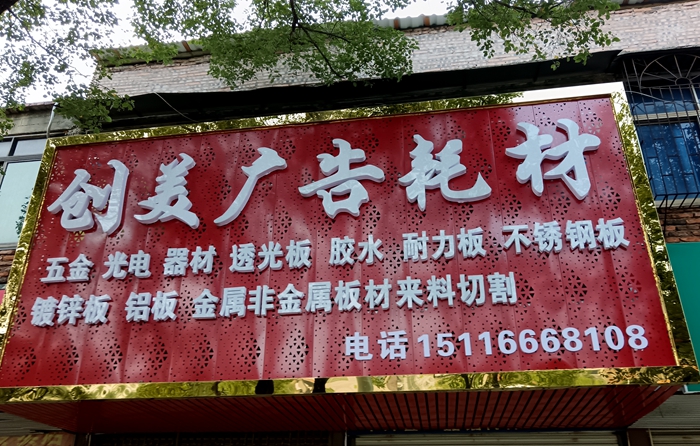 创美广告耗材
五金 光电 器材 透光板 胶水 耐力板 不锈钢板
镀锌板 铝板 金属非金属板材来料切割
电话 15116668108